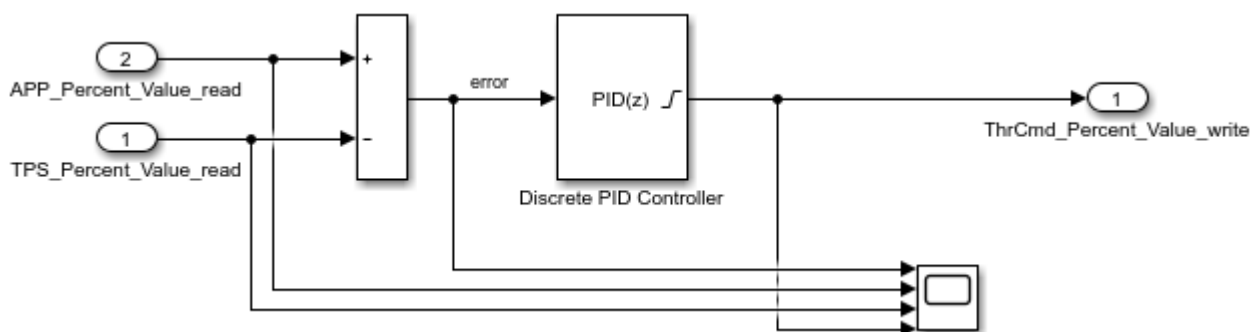 2
+
APP_Percent_Value_read
error
PID(z)
1
1
−
ThrCmd_Percent_Value_write
TPS_Percent_Value_read
Discrete PID Controller